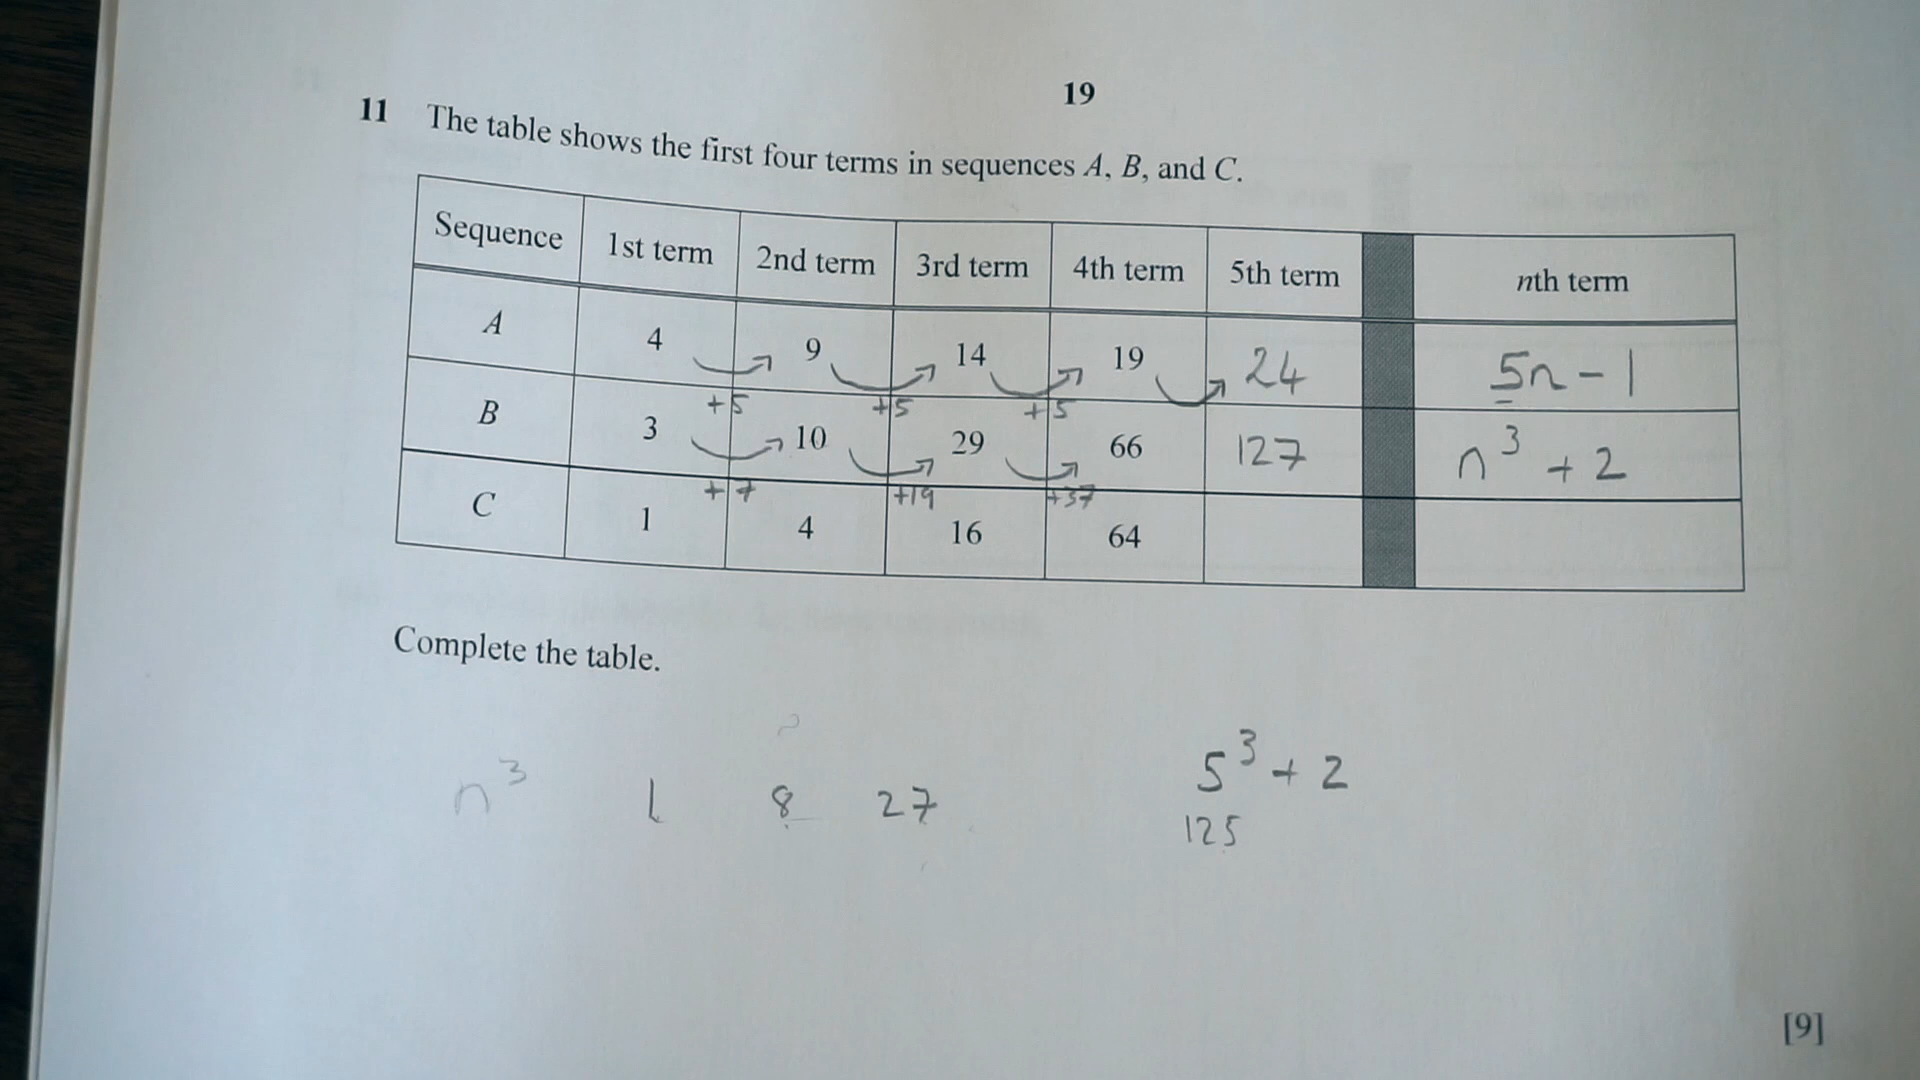 19
11 The table shows the first four terms in sequences A, B, and C.
Sequence 1st term 2nd term 3rd term 4th term 5th term nth term
A 4 9 14 19 24 5n - 1
+5 +5 +5
B 3 10 29 66 127 n³ + 2
+7 +19 +37
C 1 4 16 64
Complete the table.
n³ 1 8 27 5³ + 2
125
[9]